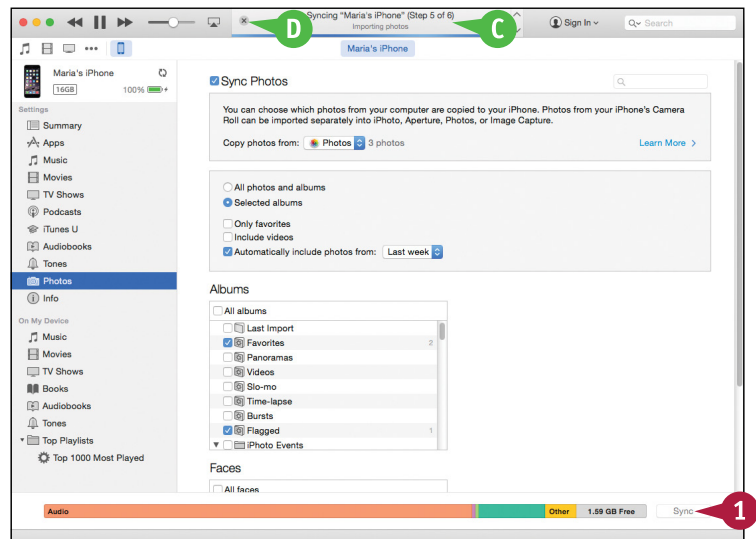 Syncing "Maria's iPhone" (Step 5 of 6)
Importing photos
Sign In
Search
D
C
Maria's iPhone
Maria's iPhone
16GB 100%
Settings
Summary
Apps
Music
Movies
TV Shows
Podcasts
iTunes U
Audiobooks
Tones
Photos
Info
On My Device
Music
Movies
TV Shows
Books
Audiobooks
Tones
Top Playlists
Top 1000 Most Played
Sync Photos
You can choose which photos from your computer are copied to your iPhone. Photos from your iPhone's Camera
Roll can be imported separately into iPhoto, Aperture, Photos, or Image Capture.
Copy photos from: Photos 3 photos Learn More
All photos and albums
Selected albums
Only favorites
Include videos
Automatically include photos from: Last week
Albums
All albums
Last Import
Favorites 2
Panoramas
Videos
Slo-mo
Time-lapse
Bursts
Flagged 1
iPhoto Events
Faces
All faces
Audio Other 1.59 GB Free Sync
1